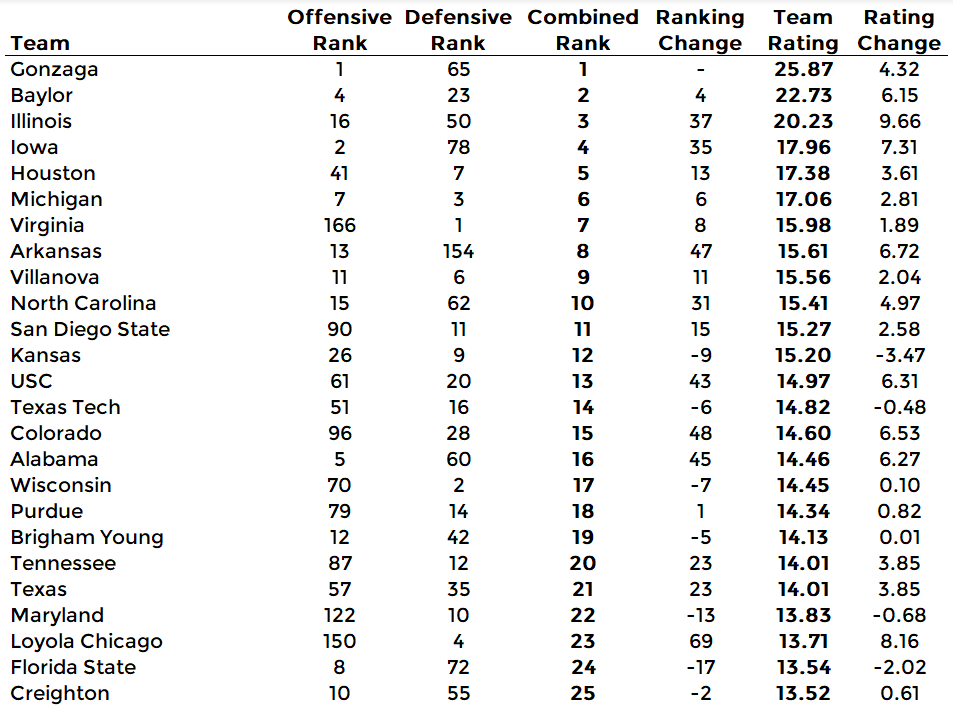 Offensive Defensive Combined Ranking Team Rating
Team Rank Rank Rank Change Rating Change
Gonzaga 1 65 1 - 25.87 4.32
Baylor 4 23 2 4 22.73 6.15
Illinois 16 50 3 37 20.23 9.66
Iowa 2 78 4 35 17.96 7.31
Houston 41 7 5 13 17.38 3.61
Michigan 7 3 6 6 17.06 2.81
Virginia 166 1 7 8 15.98 1.89
Arkansas 13 154 8 47 15.61 6.72
Villanova 11 6 9 11 15.56 2.04
North Carolina 15 62 10 31 15.41 4.97
San Diego State 90 11 11 15 15.27 2.58
Kansas 26 9 12 -9 15.20 -3.47
USC 61 20 13 43 14.97 6.31
Texas Tech 51 16 14 -6 14.82 -0.48
Colorado 96 28 15 48 14.60 6.53
Alabama 5 60 16 45 14.46 6.27
Wisconsin 70 2 17 -7 14.45 0.10
Purdue 79 14 18 1 14.34 0.82
Brigham Young 12 42 19 -5 14.13 0.01
Tennessee 87 12 20 23 14.01 3.85
Texas 57 35 21 23 14.01 3.85
Maryland 122 10 22 -13 13.83 -0.68
Loyola Chicago 150 4 23 69 13.71 8.16
Florida State 8 72 24 -17 13.54 -2.02
Creighton 10 55 25 -2 13.52 0.61